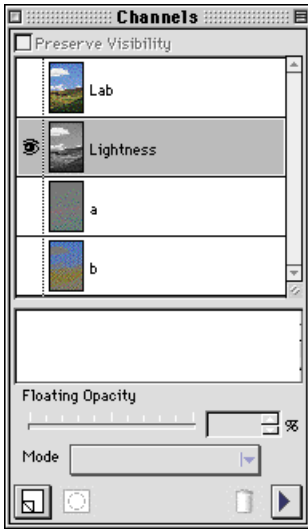 Channels
Preserve Visibility
Lab
Lightness
a
b
Floating Opacity
%
Mode